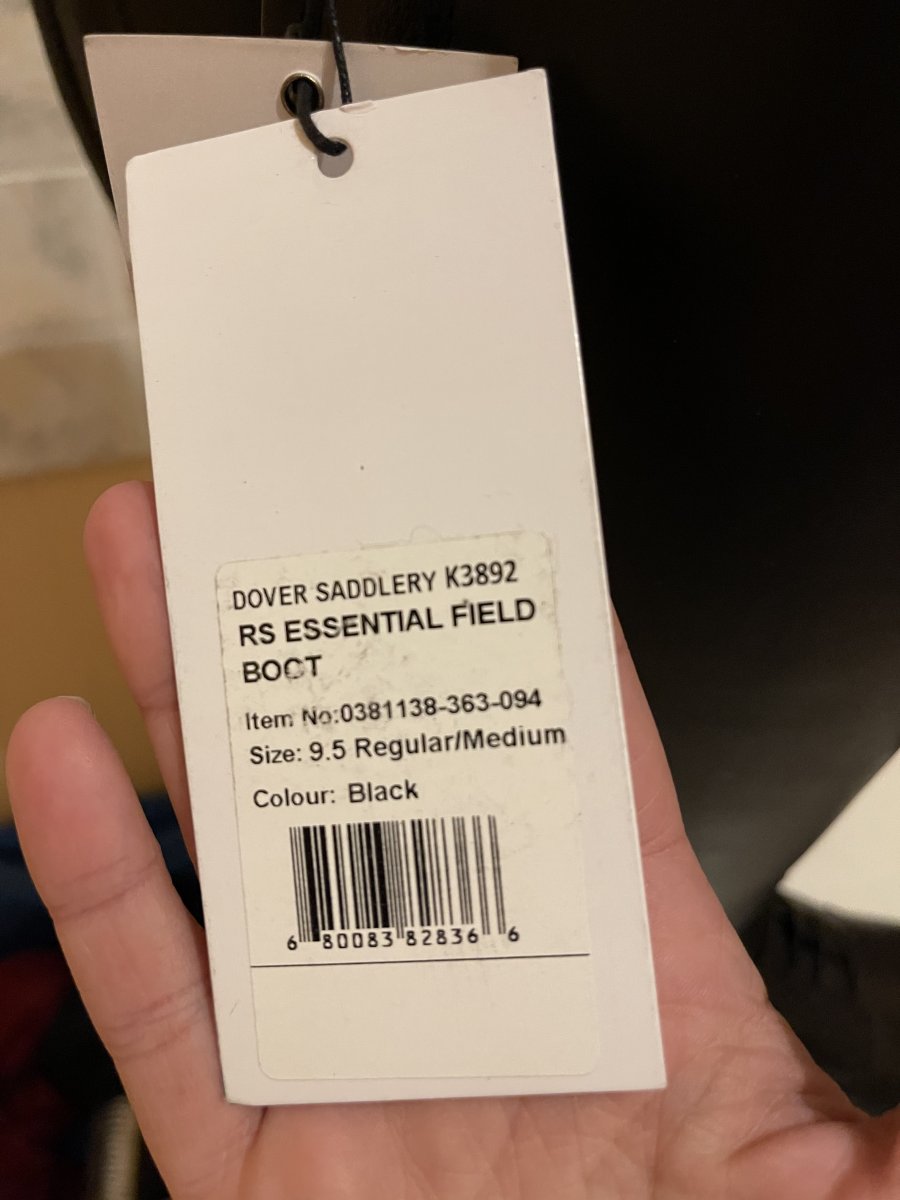 DOVER SADDLERY K3892
RS ESSENTIAL FIELD
BOOT
Item No:0381138-363-094
Size: 9.5 Regular/Medium
Colour: Black
6 80083 82836 6